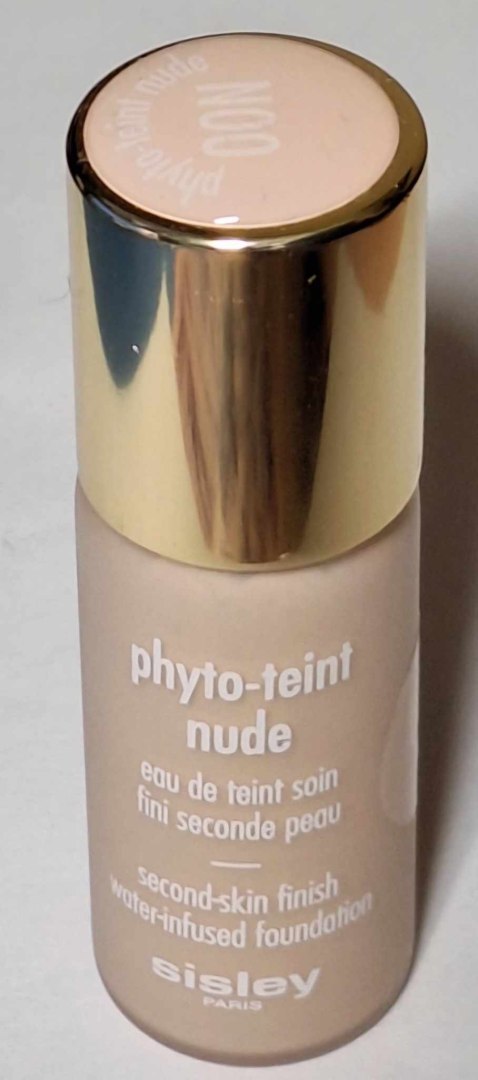 phyto-teint nude
00N
phyto-teint
nude
eau de teint soin
fini seconde peau
second-skin finish
water-infused foundation
sisley
PARIS